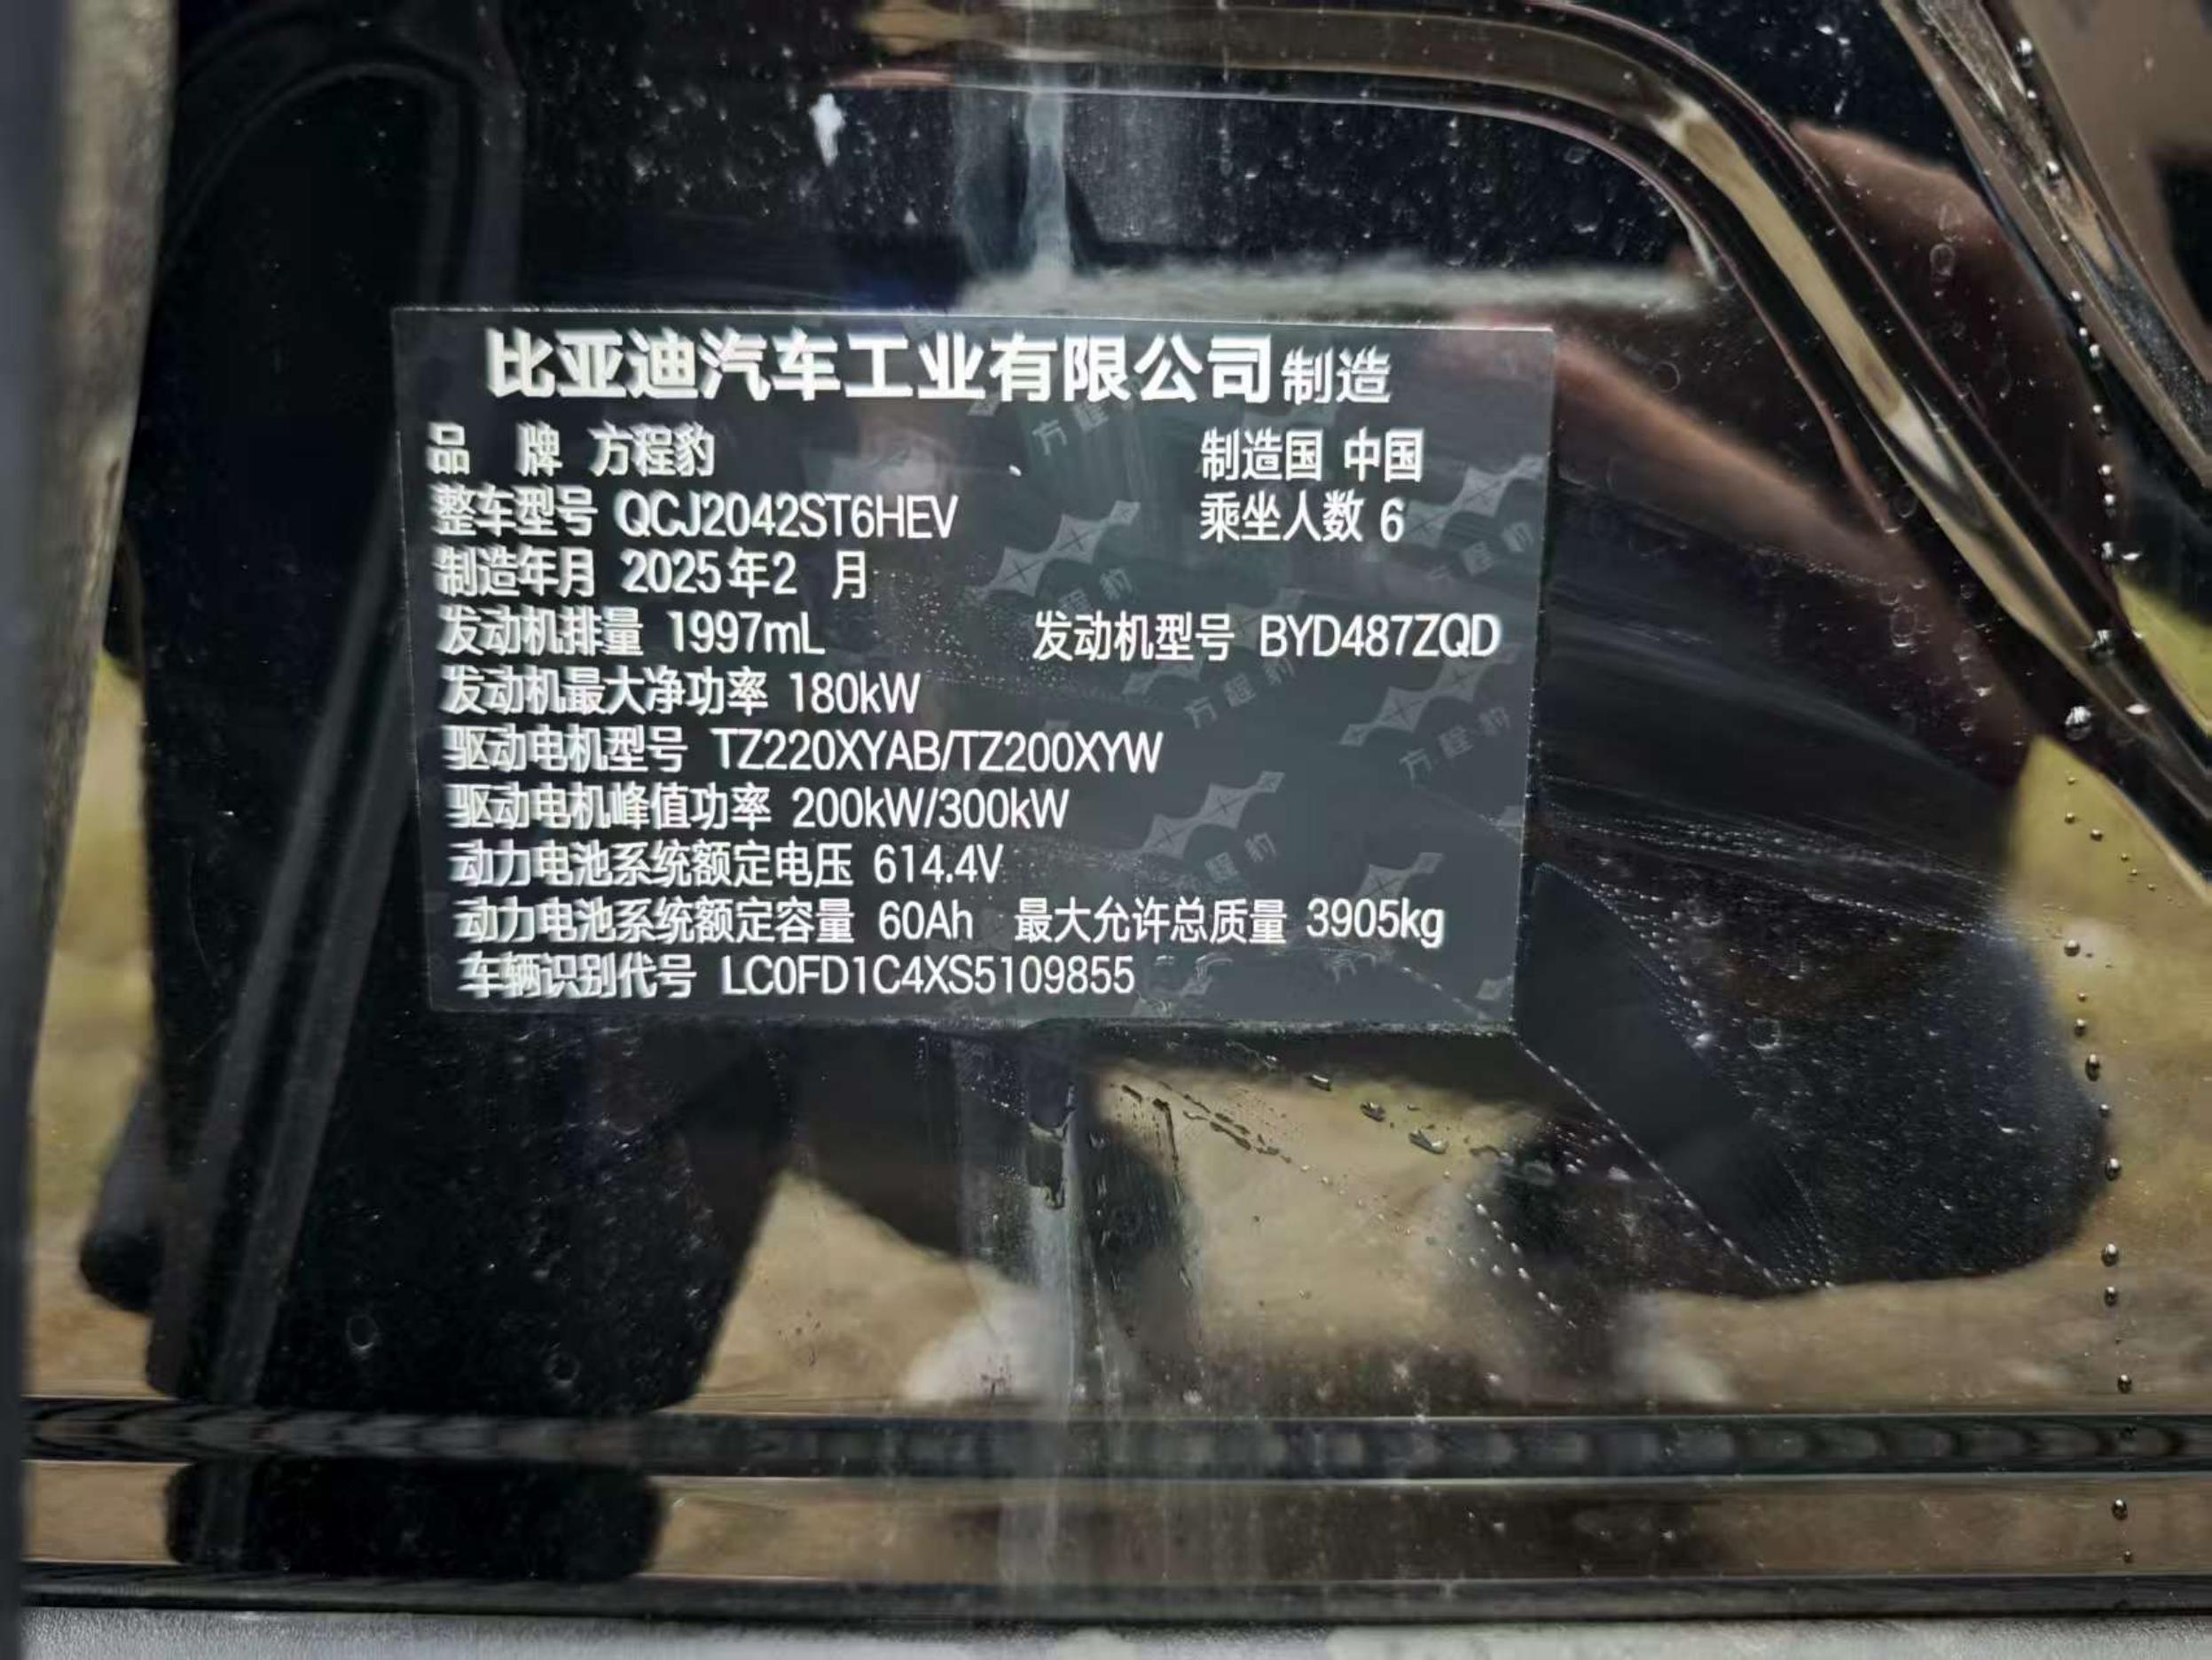 比亚迪汽车工业有限公司制造
品 牌 方程豹 制造国 中国
整车型号 QCJ2042ST6HEV 乘坐人数 6
制造年月 2025年2 月
发动机排量 1997mL 发动机型号 BYD487ZQD
发动机最大净功率 180kW
驱动电机型号 TZ220XYAB/TZ200XYW
驱动电机峰值功率 200kW/300kW
动力电池系统额定电压 614.4V
动力电池系统额定容量 60Ah 最大允许总质量 3905kg
车辆识别代号 LC0FD1C4XS5109855